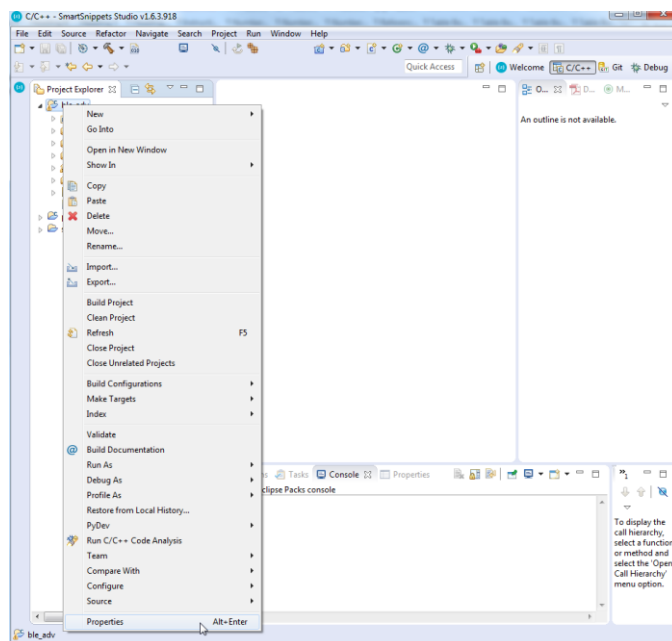 C/C++ - SmartSnippets Studio v1.6.3.918
File Edit Source Refactor Navigate Search Project Run Window Help
Quick Access
Welcome
C/C++
Git
Debug
Project Explorer
O...
D...
M...
An outline is not available.
ble_adv
New
Go Into
Open in New Window
Show In
Copy
Paste
Delete
Move...
Rename...
Import...
Export...
Build Project
Clean Project
Refresh F5
Close Project
Close Unrelated Projects
Build Configurations
Make Targets
Index
Validate
Build Documentation
Run As
Debug As
Profile As
Restore from Local History...
PyDev
Run C/C++ Code Analysis
Team
Compare With
Configure
Source
Properties Alt+Enter
Tasks
Console
Properties
clipse Packs console
To display the
call hierarchy,
select a function
or method and
select the 'Open
Call Hierarchy'
menu option.
ble_adv